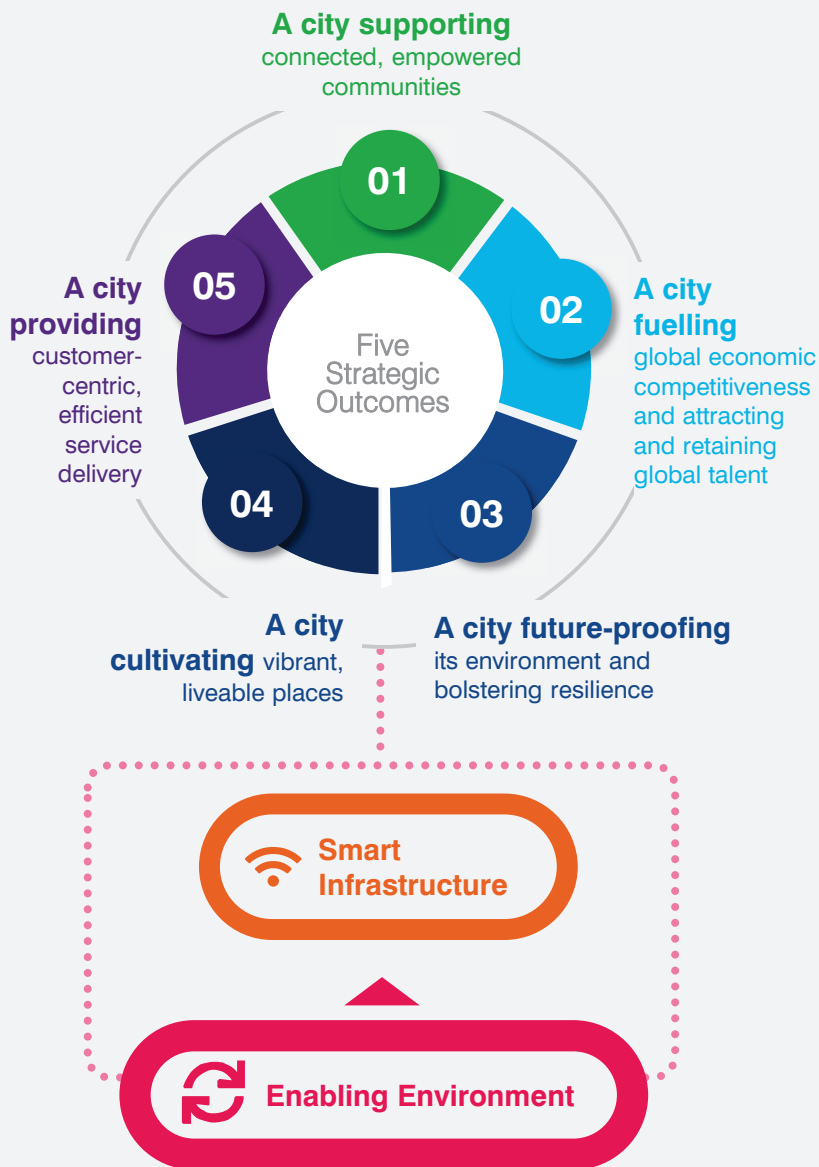 A city supporting
connected, empowered
communities
01
02
A city
fuelling
global economic
competitiveness
and attracting
and retaining
global talent
03
A city future-proofing
its environment and
bolstering resilience
04
A city
cultivating vibrant,
liveable places
05
A city
providing
customer-
centric,
efficient
service
delivery
Five
Strategic
Outcomes
Smart
Infrastructure
Enabling Environment